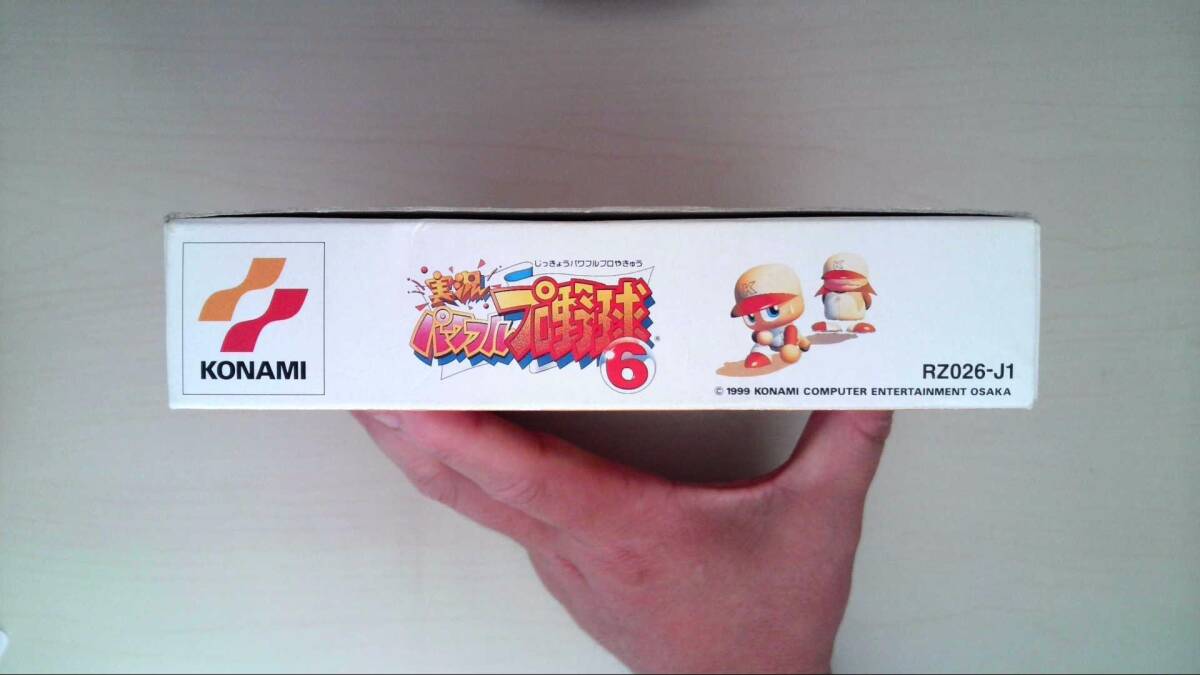 KONAMI
じっきょうパワフルプロやきゅう
実況
パワフルプロ野球
6
RZ026-J1
© 1999 KONAMI COMPUTER ENTERTAINMENT OSAKA